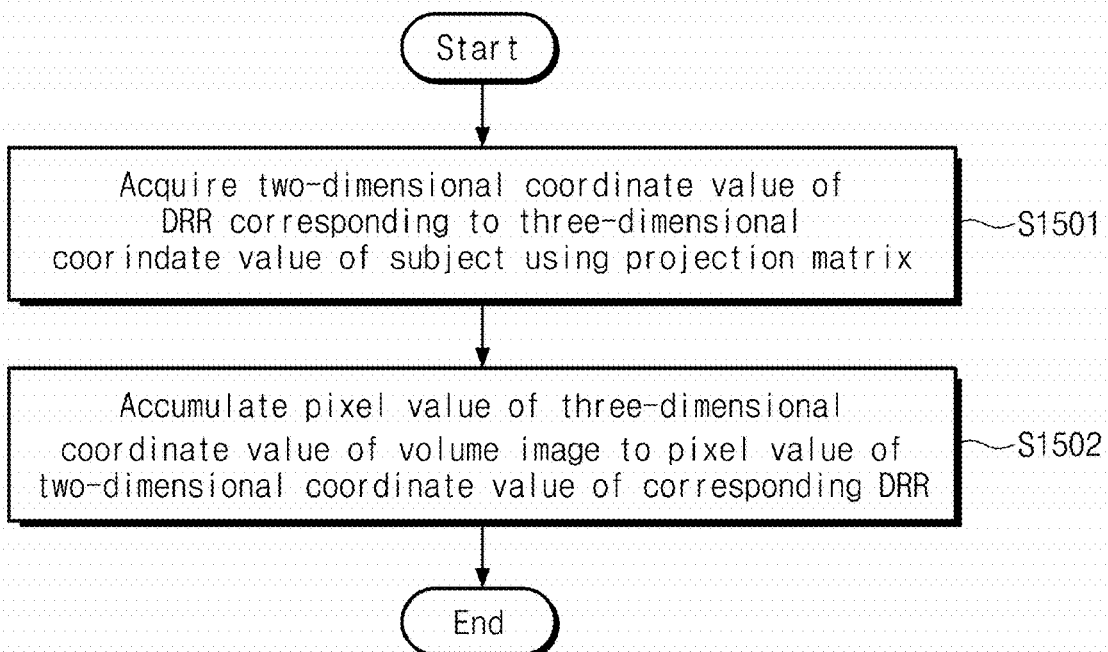 Start
Acquire two-dimensional coordinate value of
DRR corresponding to three-dimensional
coorindate value of subject using projection matrix
S1501
Accumulate pixel value of three-dimensional
coordinate value of volume image to pixel value of
two-dimensional coordinate value of corresponding DRR
S1502
End